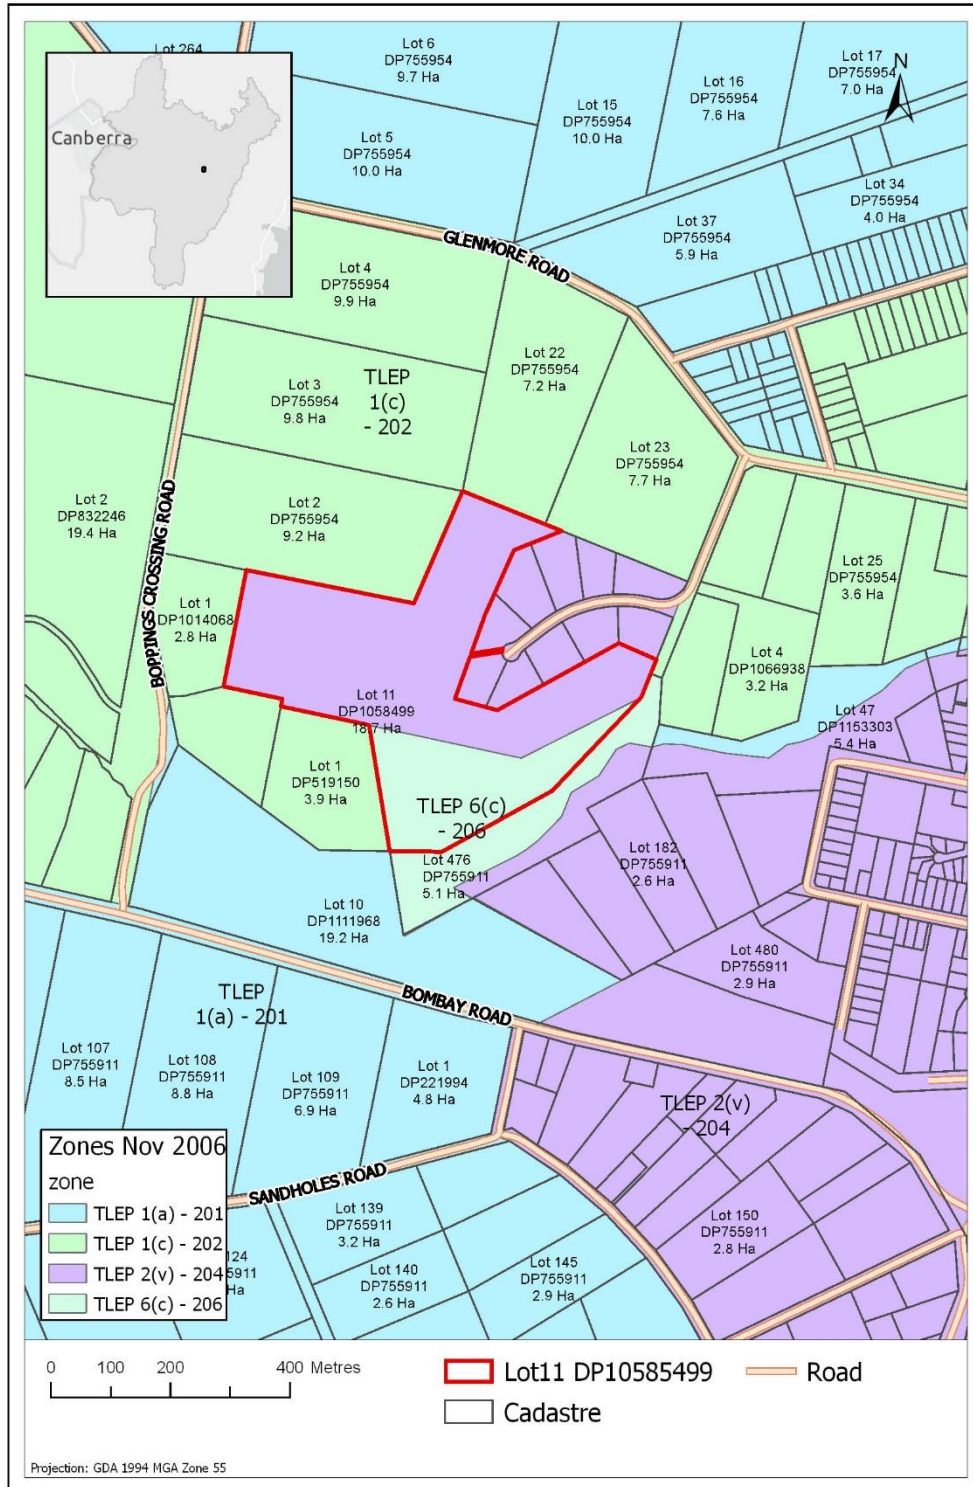 Lot 264
Lot 6
DP755954
9.7 Ha
Lot 17
DP755954
7.0 Ha
N
Lot 16
DP755954
7.6 Ha
Lot 15
DP755954
10.0 Ha
Canberra
Lot 5
DP755954
10.0 Ha
Lot 34
DP755954
4.0 Ha
Lot 37
DP755954
5.9 Ha
GLENMORE ROAD
Lot 4
DP755954
9.9 Ha
Lot 22
DP755954
7.2 Ha
TLEP
1(c)
- 202
Lot 3
DP755954
9.8 Ha
Lot 23
DP755954
7.7 Ha
Lot 2
DP832246
19.4 Ha
BOPPINGS CROSSING ROAD
Lot 2
DP755954
9.2 Ha
Lot 25
DP755954
3.6 Ha
Lot 1
DP1014068
2.8 Ha
Lot 4
DP1066938
3.2 Ha
Lot 11
DP1058499
18.7 Ha
Lot 47
DP1153303
5.4 Ha
Lot 1
DP519150
3.9 Ha
TLEP 6(c)
- 206
Lot 182
DP755911
2.6 Ha
Lot 476
DP755911
5.1 Ha
Lot 10
DP1111968
19.2 Ha
Lot 480
DP755911
2.9 Ha
TLEP
1(a) - 201
BOMBAY ROAD
Lot 107
DP755911
8.5 Ha
Lot 108
DP755911
8.8 Ha
Lot 109
DP755911
6.9 Ha
Lot 1
DP221994
4.8 Ha
TLEP 2(v)
- 204
SANDHOLES ROAD
Lot 139
DP755911
3.2 Ha
Lot 150
DP755911
2.8 Ha
Lot 140
DP755911
2.6 Ha
Lot 145
DP755911
2.9 Ha
124
5911
Ha
Zones Nov 2006
zone
TLEP 1(a) - 201
TLEP 1(c) - 202
TLEP 2(v) - 204
TLEP 6(c) - 206
0 100 200 400 Metres
Lot11 DP10585499
Road
Cadastre
Projection: GDA 1994 MGA Zone 55